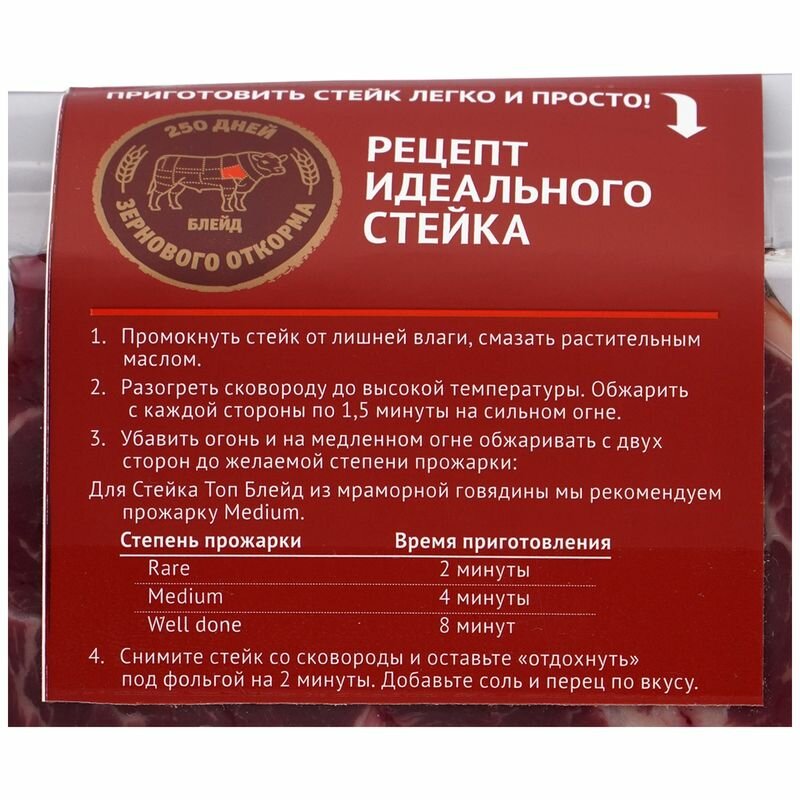 ПРИГОТОВИТЬ СТЕЙК ЛЕГКО И ПРОСТО!
250 ДНЕЙ
БЛЕЙД
ЗЕРНОВОГО ОТКОРМА
РЕЦЕПТ
ИДЕАЛЬНОГО
СТЕЙКА
1. Промокнуть стейк от лишней влаги, смазать растительным
маслом.
2. Разогреть сковороду до высокой температуры. Обжарить
с каждой стороны по 1,5 минуты на сильном огне.
3. Убавить огонь и на медленном огне обжаривать с двух
сторон до желаемой степени прожарки:
Для Стейка Топ Блейд из мраморной говядины мы рекомендуем
прожарку Medium.
Степень прожарки Время приготовления
Rare 2 минуты
Medium 4 минуты
Well done 8 минут
4. Снимите стейк со сковороды и оставьте «отдохнуть»
под фольгой на 2 минуты. Добавьте соль и перец по вкусу.